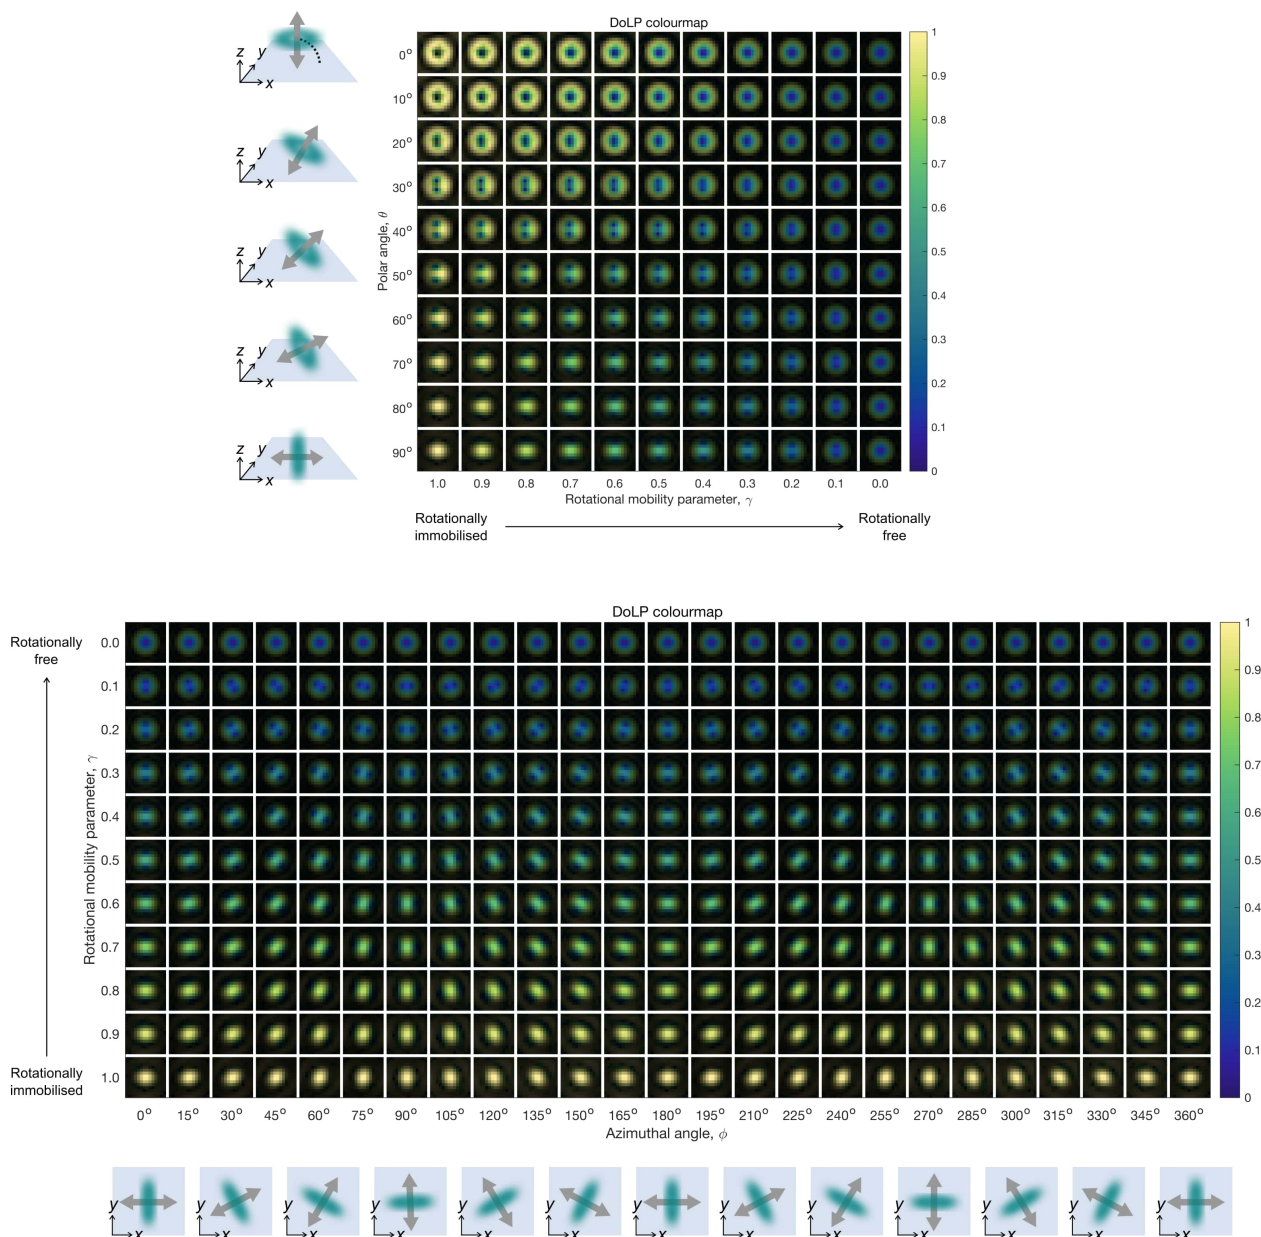 DoLP colourmap
z
y
x
z
y
x
z
y
x
z
y
x
z
y
x
Polar angle, θ
0°
10°
20°
30°
40°
50°
60°
70°
80°
90°
1
0.9
0.8
0.7
0.6
0.5
0.4
0.3
0.2
0.1
0
1.0 0.9 0.8 0.7 0.6 0.5 0.4 0.3 0.2 0.1 0.0
Rotational mobility parameter, γ
Rotationally
immobilised
Rotationally
free
DoLP colourmap
Rotationally
free
Rotationally
immobilised
Rotational mobility parameter, γ
0.0
0.1
0.2
0.3
0.4
0.5
0.6
0.7
0.8
0.9
1.0
1
0.9
0.8
0.7
0.6
0.5
0.4
0.3
0.2
0.1
0
0° 15° 30° 45° 60° 75° 90° 105° 120° 135° 150° 165° 180° 195° 210° 225° 240° 255° 270° 285° 300° 315° 330° 345° 360°
Azimuthal angle, ϕ
y y y y y y y y y y y y y
x x x x x x x x x x x x x